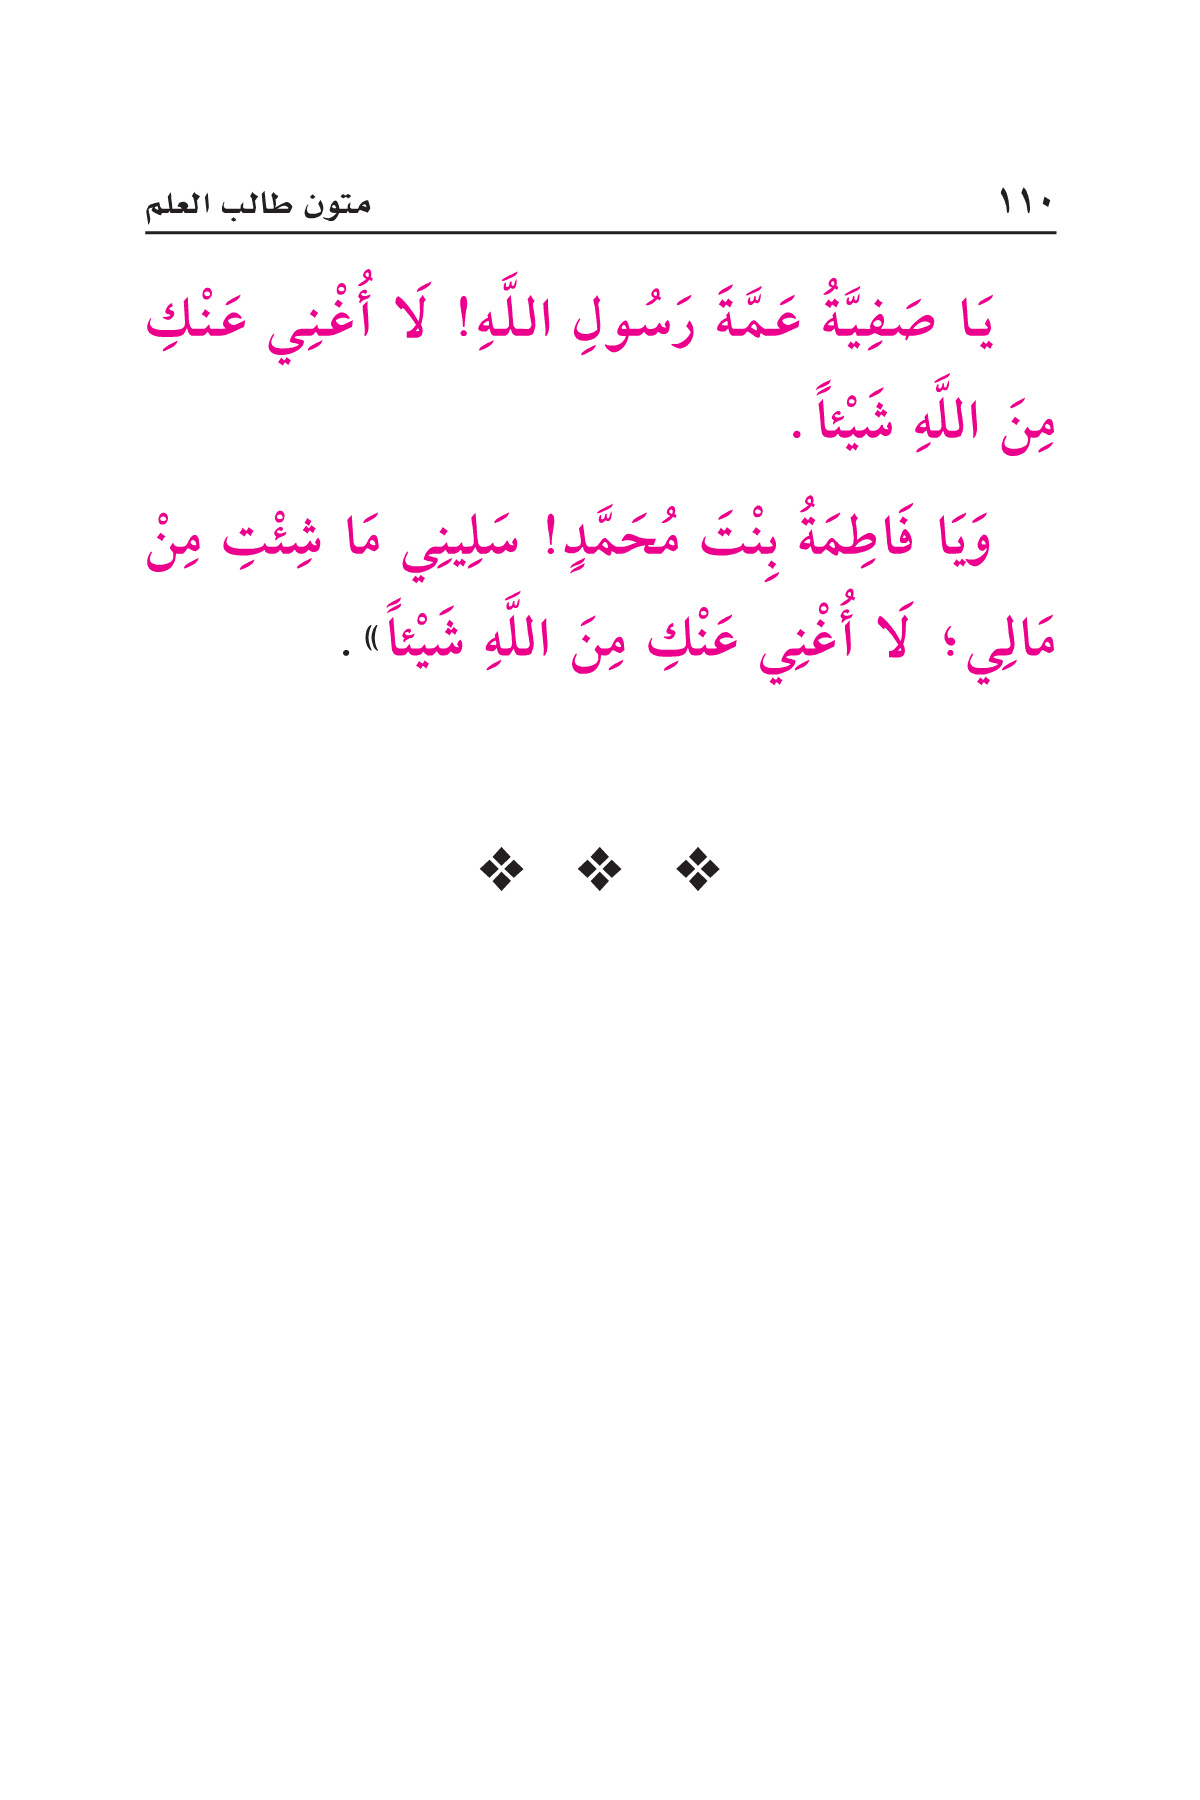 ١١٠ متون طالب العلم
يَا صَفِيَّةُ عَمَّةَ رَسُولِ اللَّهِ! لَا أُغْنِي عَنْكِ
مِنَ اللَّهِ شَيْئاً.
وَيَا فَاطِمَةُ بِنْتَ مُحَمَّدٍ! سَلِينِي مَا شِئْتِ مِنْ
مَالِي؛ لَا أُغْنِي عَنْكِ مِنَ اللَّهِ شَيْئاً».
❖ ❖ ❖